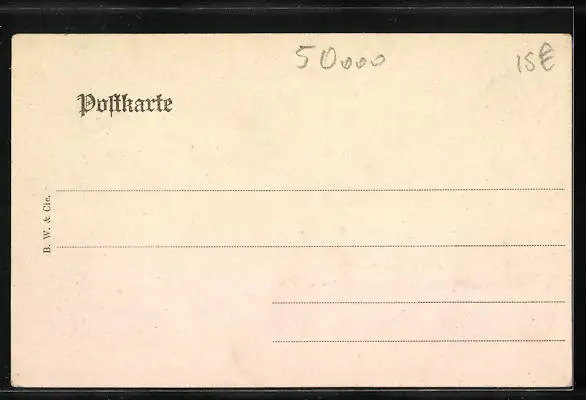 50000 15€
Postkarte
B. W. & Cie.